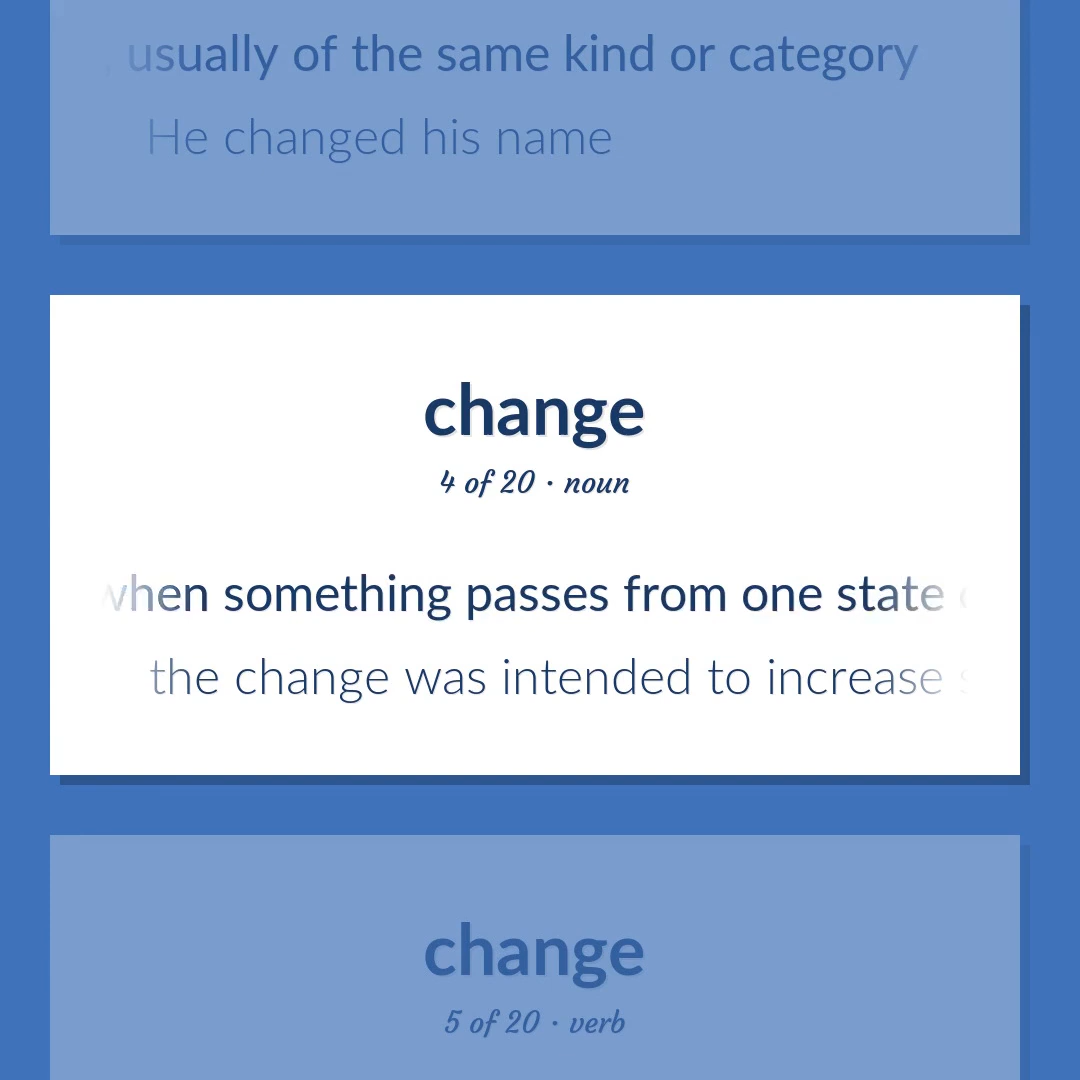 usually of the same kind or category
He changed his name
change
4 of 20 · noun
when something passes from one state
the change was intended to increase
change
5 of 20 · verb